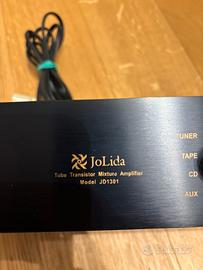 JoLida
Tube Transistor Mixture Amplifier
Model JD1301
TUNER
TAPE
CD
AUX